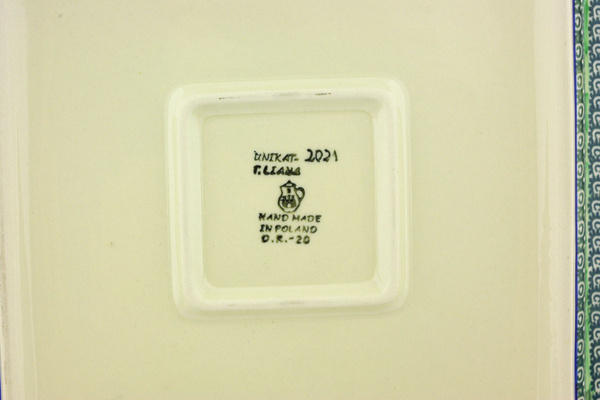 UNIKAT- 2021
HAND MADE
IN POLAND
D.R.-20